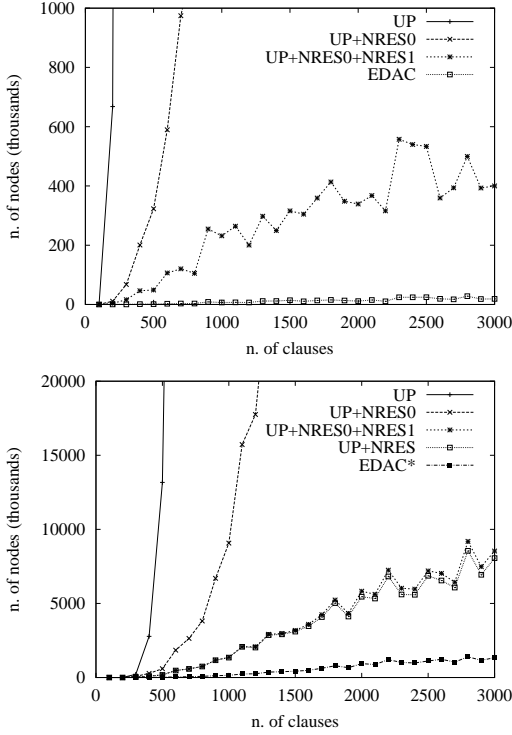 1000
800
600
400
200
0
n. of nodes (thousands)
UP
UP+NRES0
UP+NRES0+NRES1
EDAC
0 500 1000 1500 2000 2500 3000
n. of clauses
20000
15000
10000
5000
0
n. of nodes (thousands)
UP
UP+NRES0
UP+NRES0+NRES1
UP+NRES
EDAC*
0 500 1000 1500 2000 2500 3000
n. of clauses